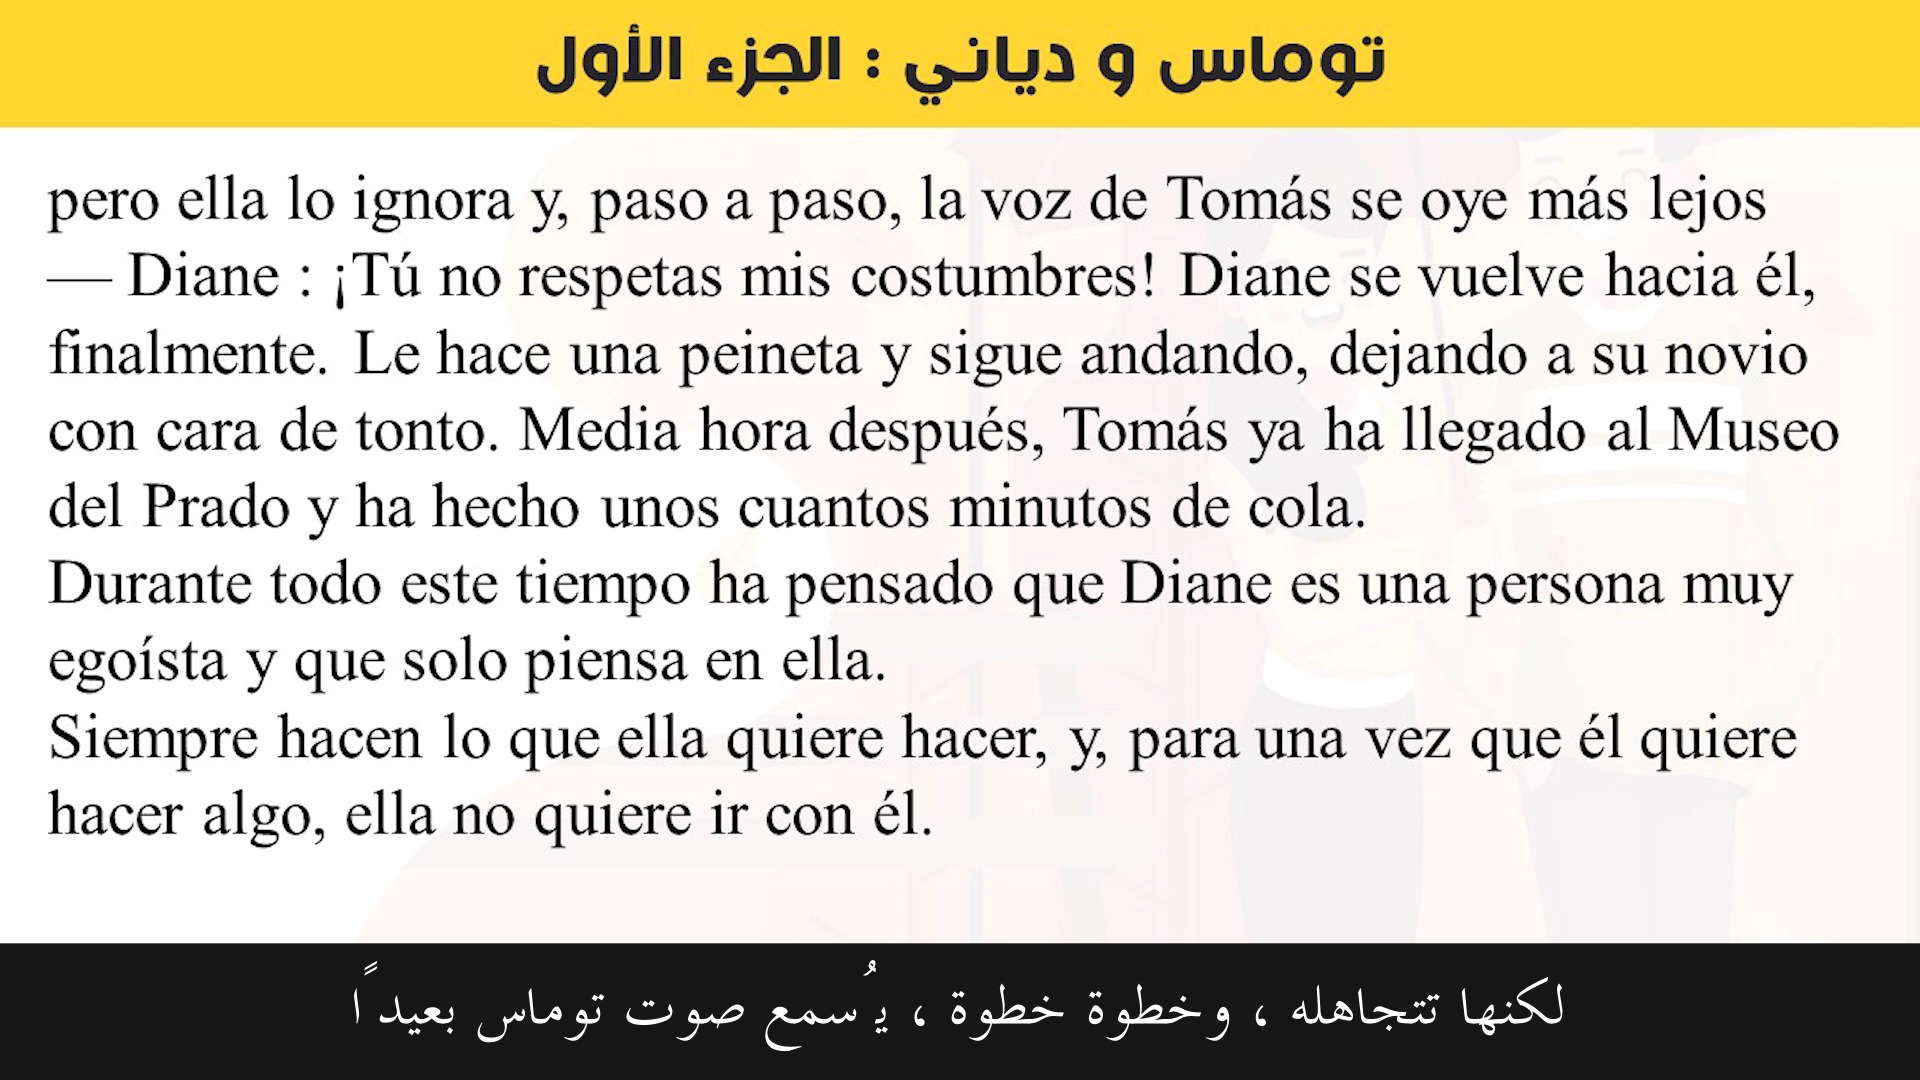 توماس و دياني : الجزء الأول
pero ella lo ignora y, paso a paso, la voz de Tomás se oye más lejos
— Diane : ¡Tú no respetas mis costumbres! Diane se vuelve hacia él,
finalmente. Le hace una peineta y sigue andando, dejando a su novio
con cara de tonto. Media hora después, Tomás ya ha llegado al Museo
del Prado y ha hecho unos cuantos minutos de cola.
Durante todo este tiempo ha pensado que Diane es una persona muy
egoísta y que solo piensa en ella.
Siempre hacen lo que ella quiere hacer, y, para una vez que él quiere
hacer algo, ella no quiere ir con él.
لكنها تتجاهله ، وخطوة خطوة ، يُسمع صوت توماس بعيدًا